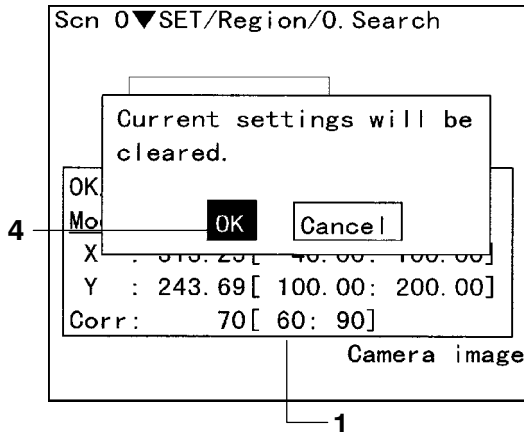 Scn 0▼SET/Region/0. Search
Current settings will be
cleared.
OK
OK Cancel
4
X :
Y : 243. 69[ 100. 00: 200. 00]
Corr: 70[ 60: 90]
Camera image
1